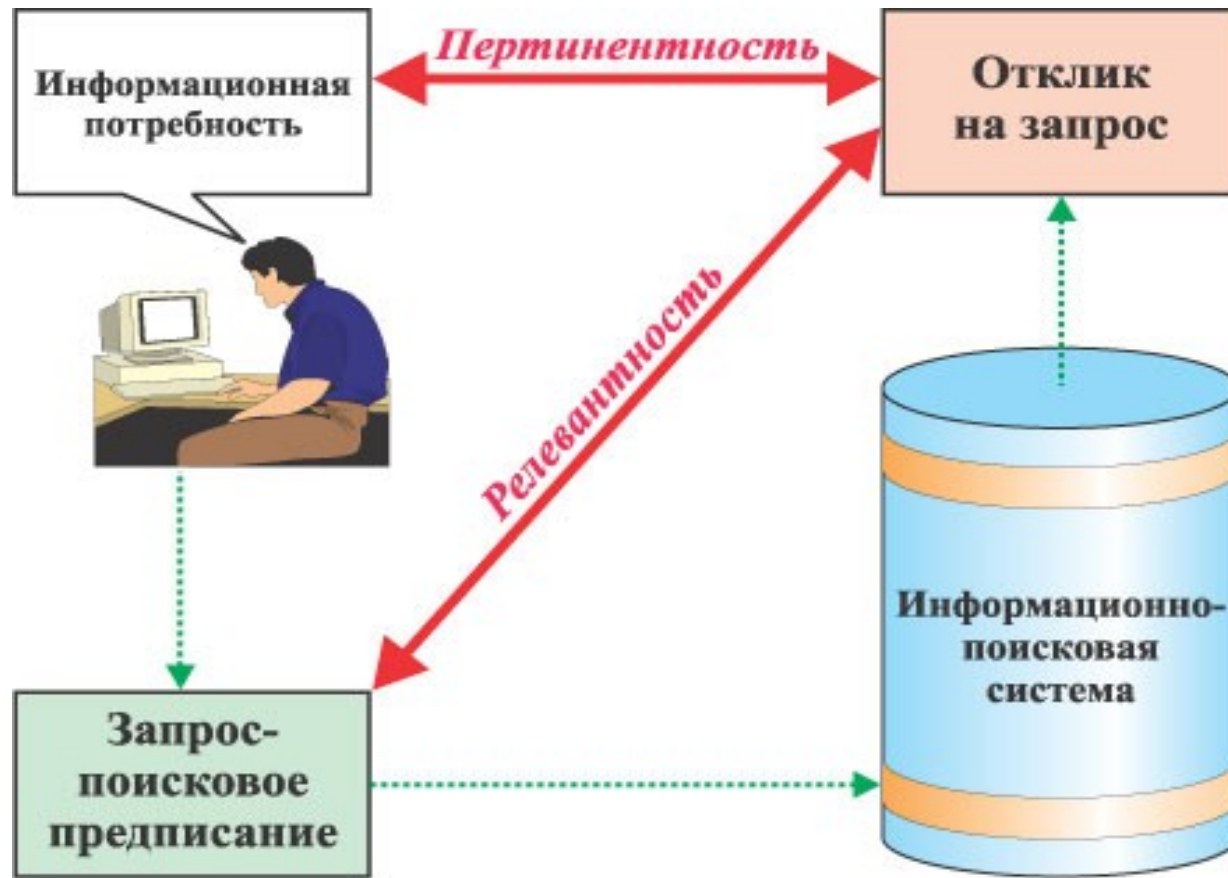 Информационная
потребность
Пертинентность
Отклик
на запрос
Релевантность
Запрос-
поисковое
предписание
Информационно-
поисковая
система